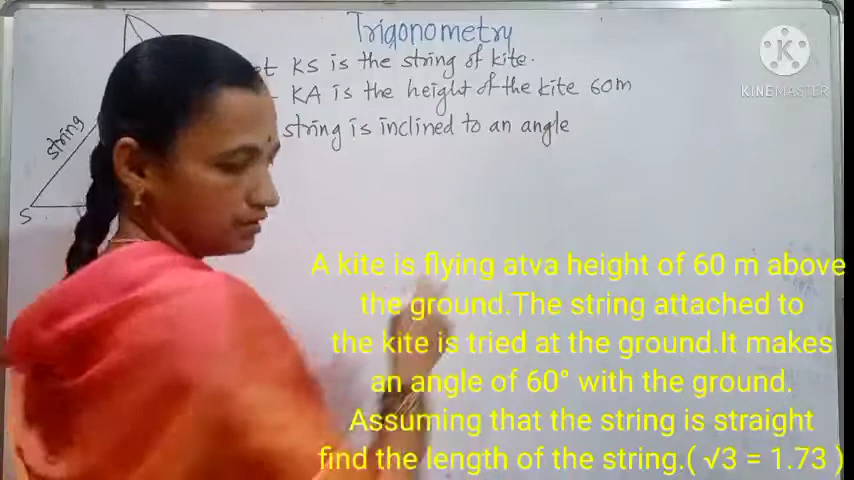 Trigonometry
KS is the string of kite.
KA is the height of the kite 60m
string is inclined to an angle
string
S
KINEMASTER
A kite is flying atva height of 60 m above
the ground.The string attached to
the kite is tried at the ground.It makes
an angle of 60° with the ground.
Assuming that the string is straight
find the length of the string.( √3 = 1.73 )